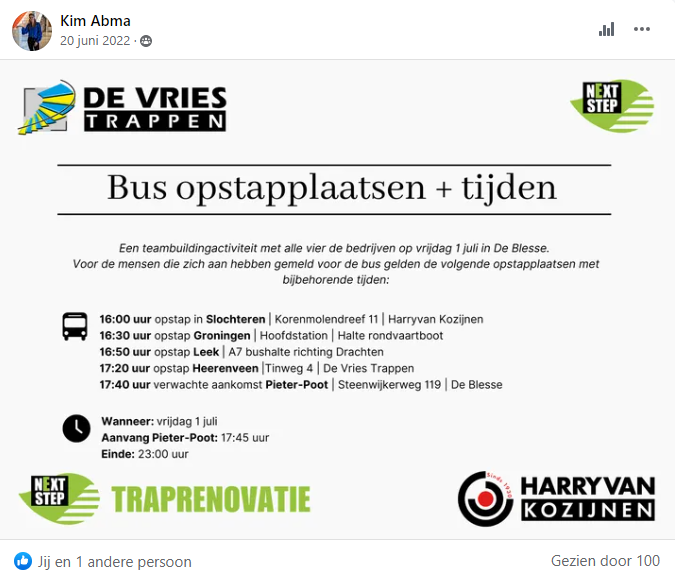 Kim Abma
20 juni 2022 ·
DE VRIES
TRAPPEN
NEXT
STEP
Bus opstapplaatsen + tijden
Een teambuildingactiviteit met alle vier de bedrijven op vrijdag 1 juli in De Blesse.
Voor de mensen die zich aan hebben gemeld voor de bus gelden de volgende opstapplaatsen met
bijbehorende tijden:
16:00 uur opstap in Slochteren | Korenmolendreef 11 | Harryvan Kozijnen
16:30 uur opstap Groningen | Hoofdstation | Halte rondvaartboot
16:50 uur opstap Leek | A7 bushalte richting Drachten
17:20 uur opstap Heerenveen |Tinweg 4 | De Vries Trappen
17:40 uur verwachte aankomst Pieter-Poot | Steenwijkerweg 119 | De Blesse
Wanneer: vrijdag 1 juli
Aanvang Pieter-Poot: 17:45 uur
Einde: 23:00 uur
NEXT
STEP
TRAPRENOVATIE
Sinds 1930
HARRYVAN
KOZIJNEN
Jij en 1 andere persoon
Gezien door 100